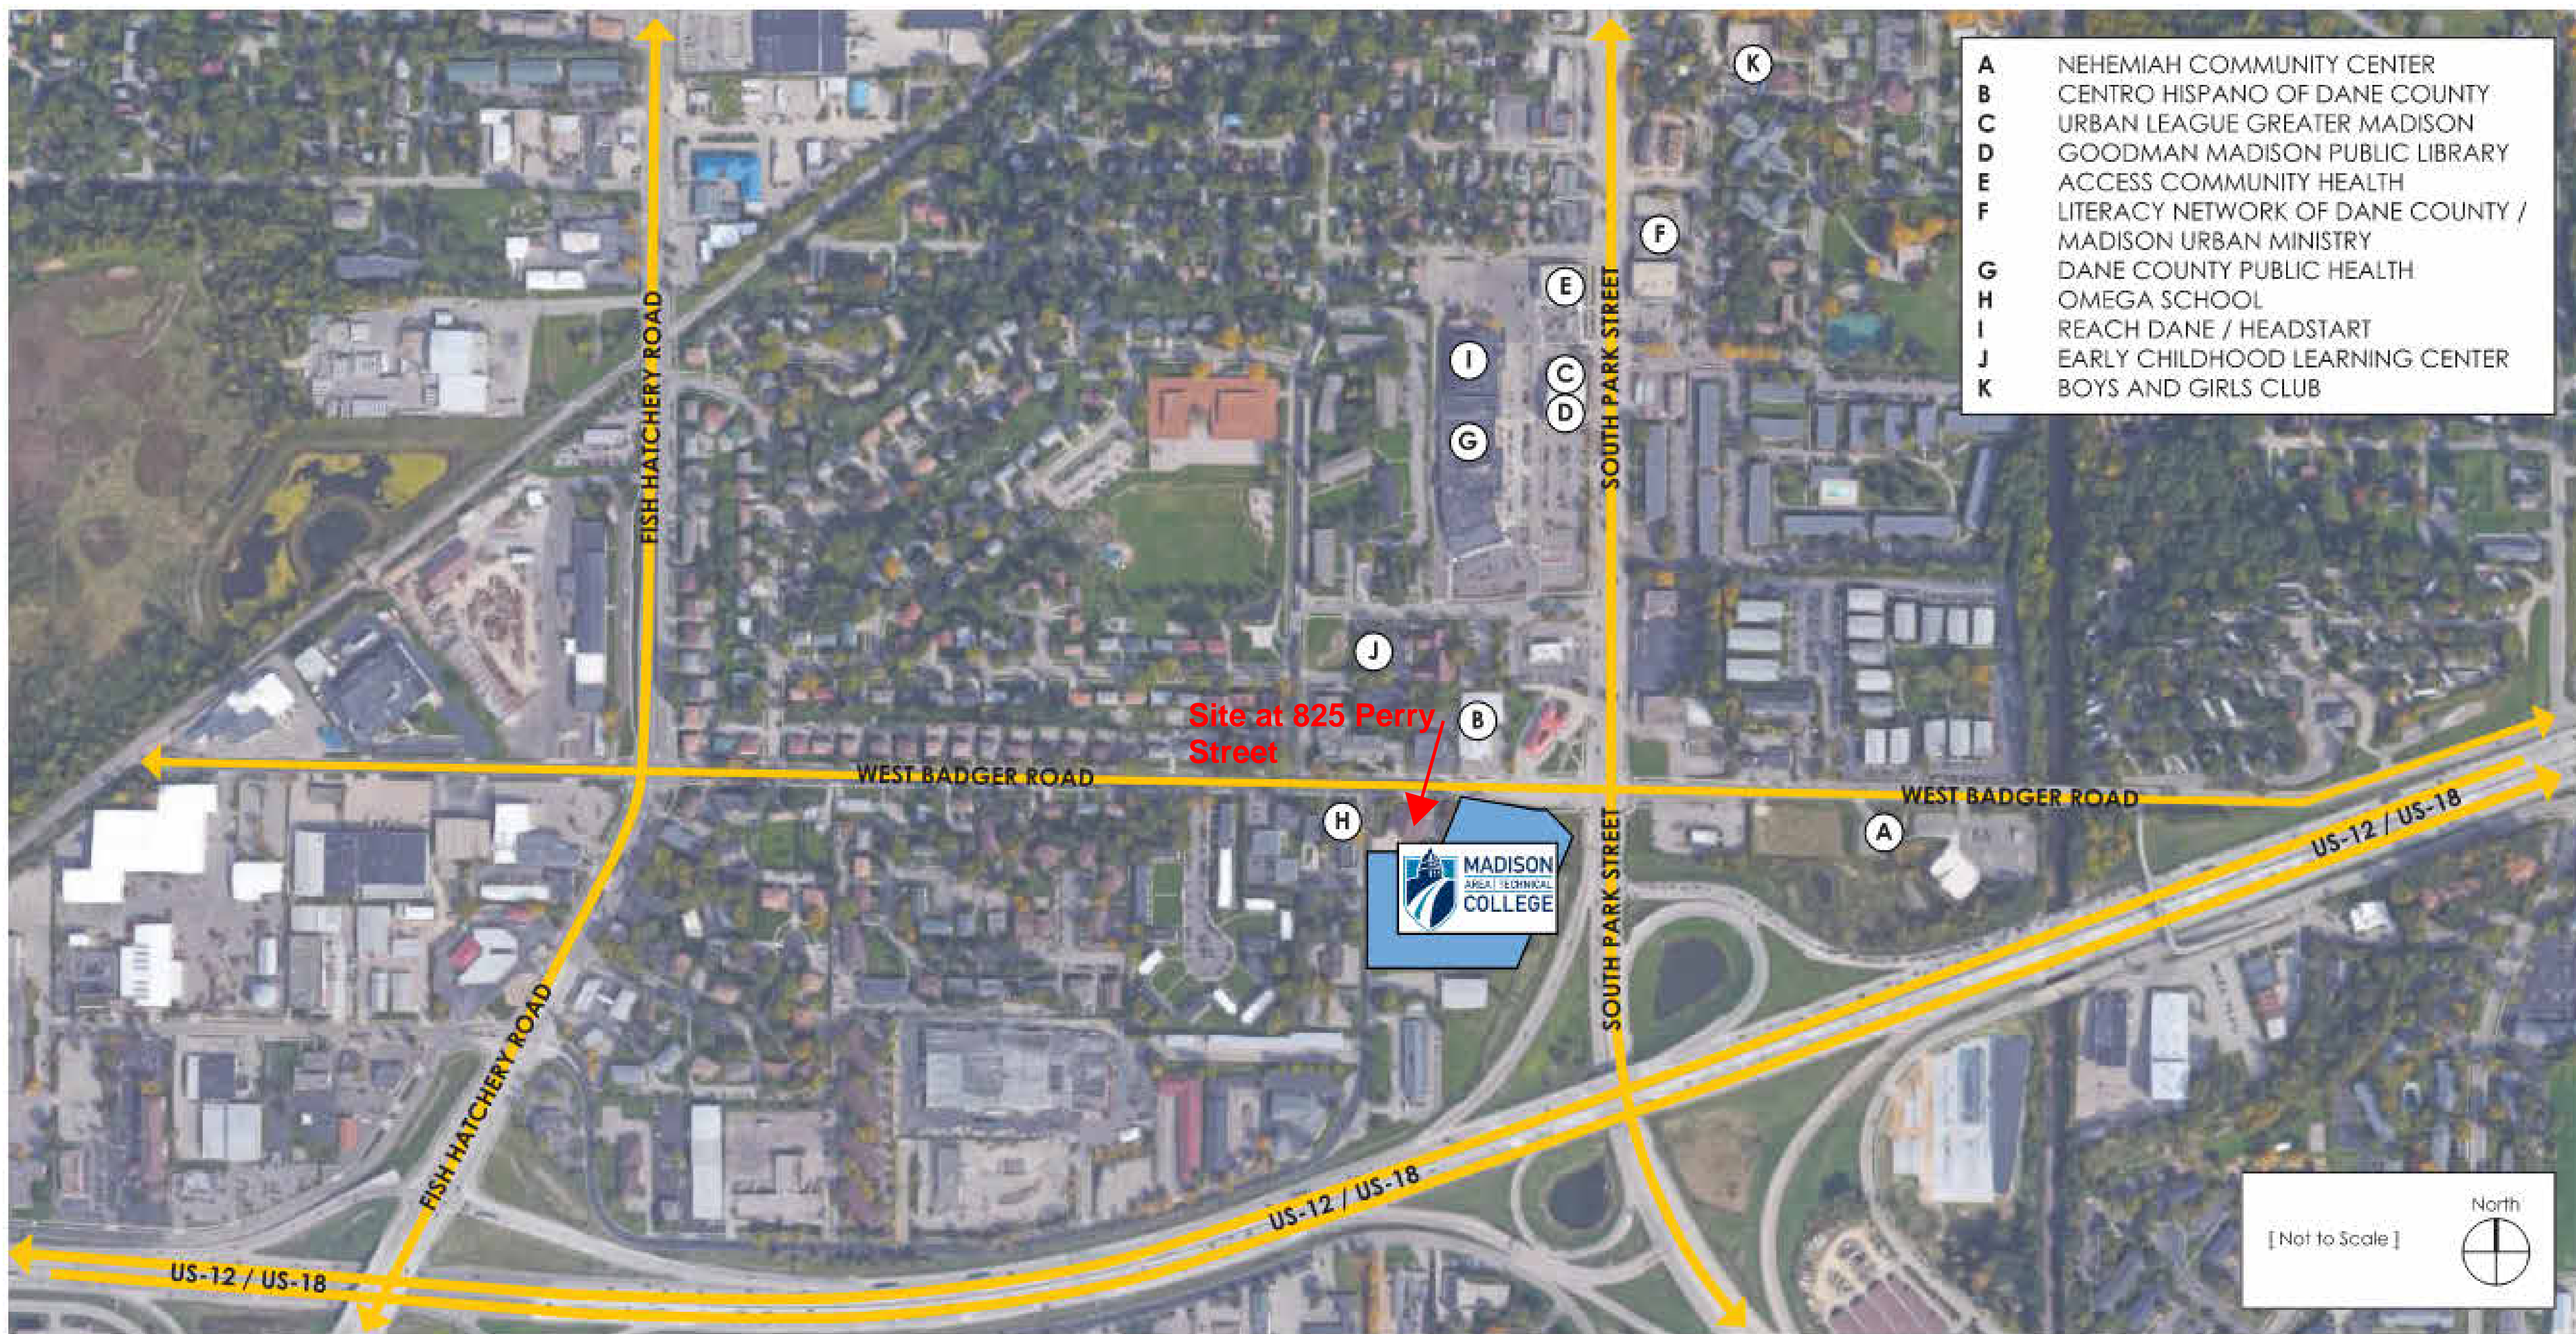 A NEHEMIAH COMMUNITY CENTER
B CENTRO HISPANO OF DANE COUNTY
C URBAN LEAGUE GREATER MADISON
D GOODMAN MADISON PUBLIC LIBRARY
E ACCESS COMMUNITY HEALTH
F LITERACY NETWORK OF DANE COUNTY /
MADISON URBAN MINISTRY
G DANE COUNTY PUBLIC HEALTH
H OMEGA SCHOOL
I REACH DANE / HEADSTART
J EARLY CHILDHOOD LEARNING CENTER
K BOYS AND GIRLS CLUB
K
F
E
I
C
D
G
FISH HATCHERY ROAD
SOUTH PARK STREET
J
Site at 825 Perry
Street
B
WEST BADGER ROAD
WEST BADGER ROAD
H
A
US-12 / US-18
MADISON
AREA TECHNICAL
COLLEGE
SOUTH PARK STREET
FISH HATCHERY ROAD
US-12 / US-18
US-12 / US-18
North
[ Not to Scale ]